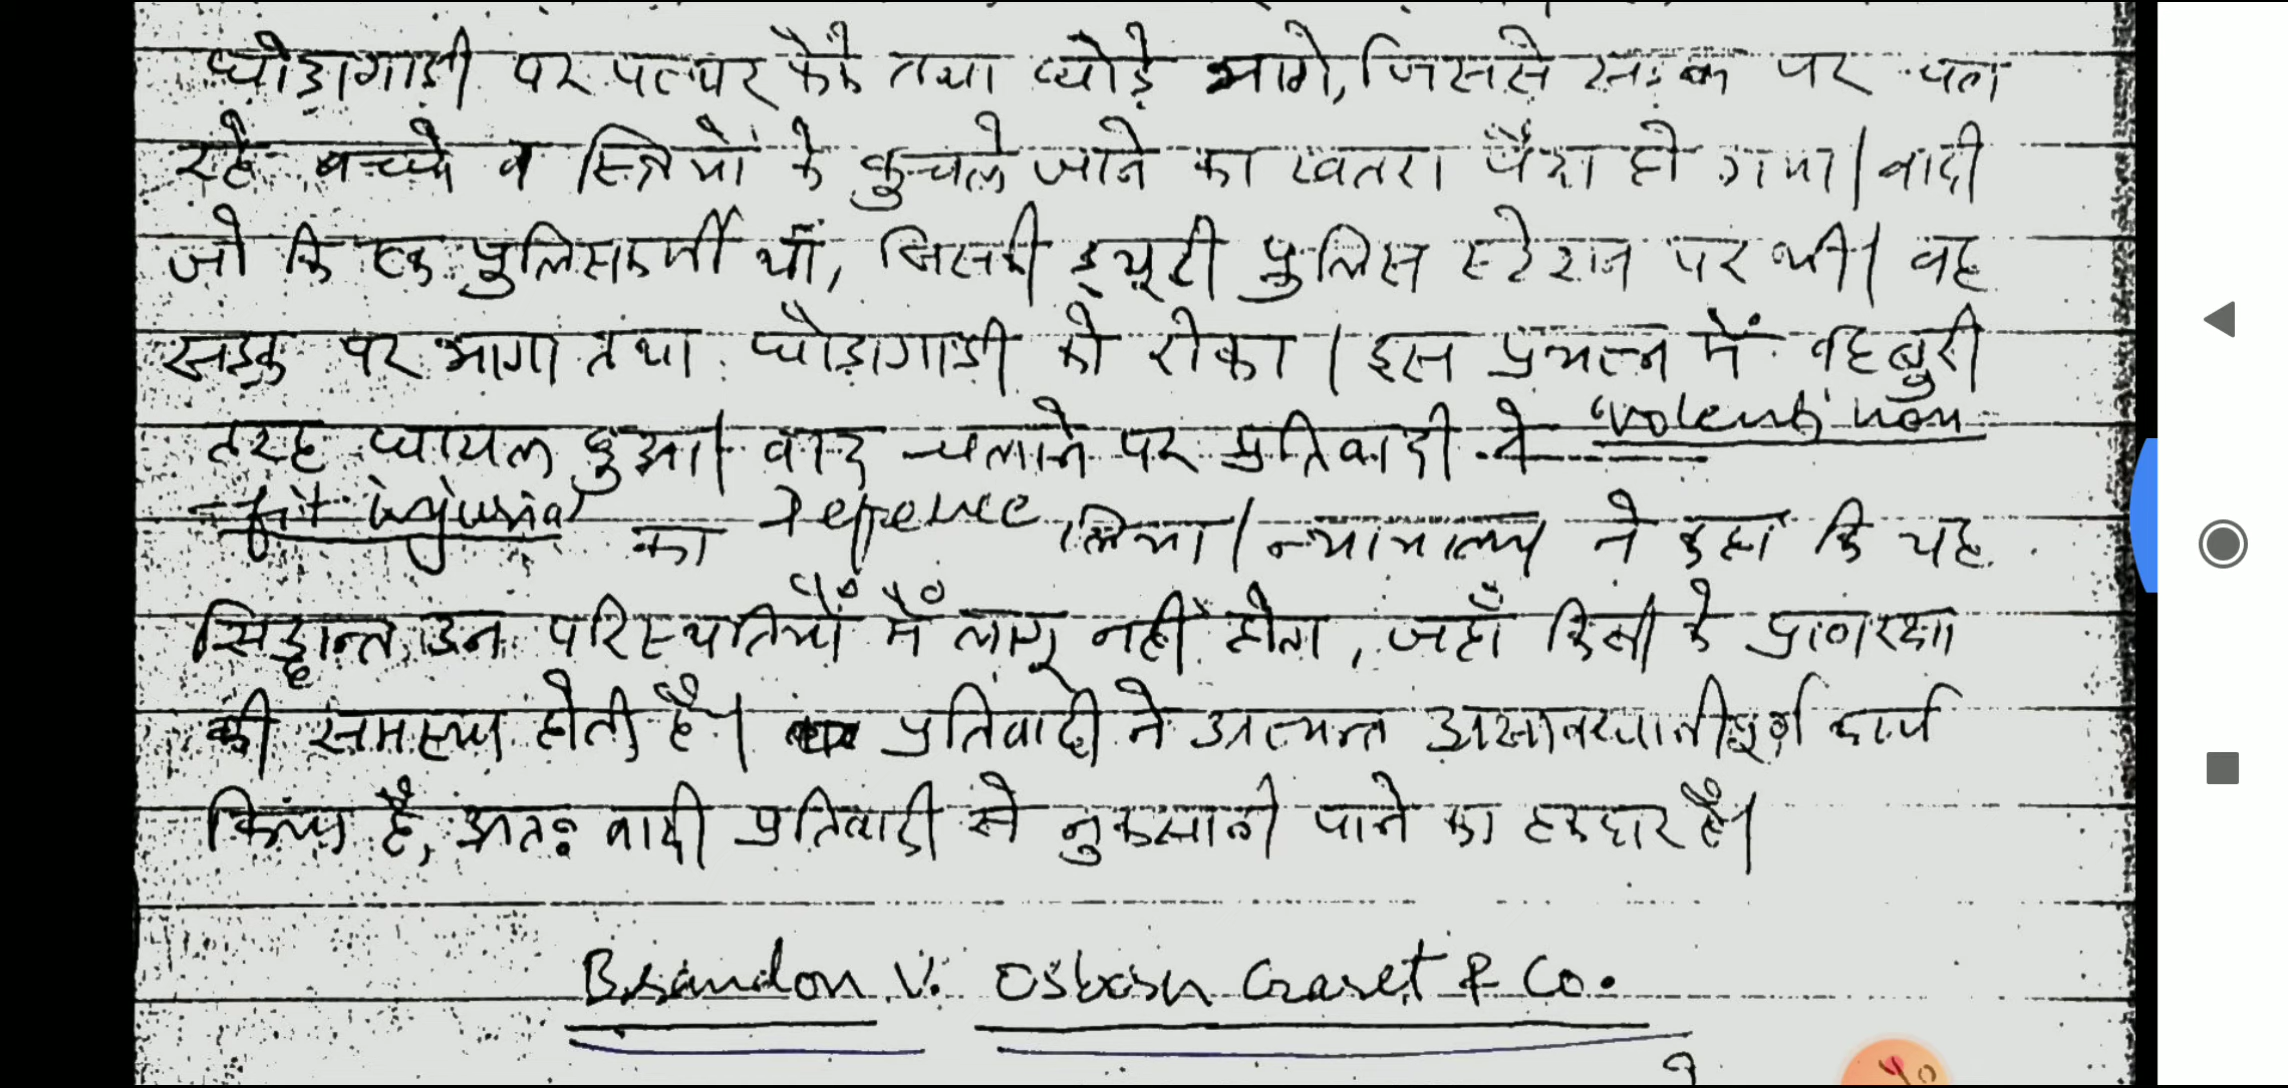 घोड़ागाडी पर पत्थर फैके तथा घोड़े भागे, जिससे सड़क पर चल
रहे बच्चे व स्त्रियों के कुचले जाने का खतरा पैदा हो गया। वादी
जो कि एक पुलिसकर्मी था, जिसकी ड्यूटी पुलिस स्टेशन पर थी। वह
सड़क पर भागा तथा घोड़ागाडी को रोका। इस प्रयत्न में वह बुरी
तरह घायल हुआ। वाद चलाने पर प्रतिवादी ने 'volenti non
fit injuria' का Defence लिया। न्यायालय ने कहा कि यह
सिद्धान्त उन परिस्थितियों में लागू नहीं होता, जहाँ किसी के प्राणरक्षा
की समस्या होती है। प्रतिवादी ने अत्यन्त असावधानीपूर्ण कार्य
किया है, अतः वादी प्रतिवादी से नुकसानी पाने का हकदार है।
Brandon V. Osborn Garret & Co.